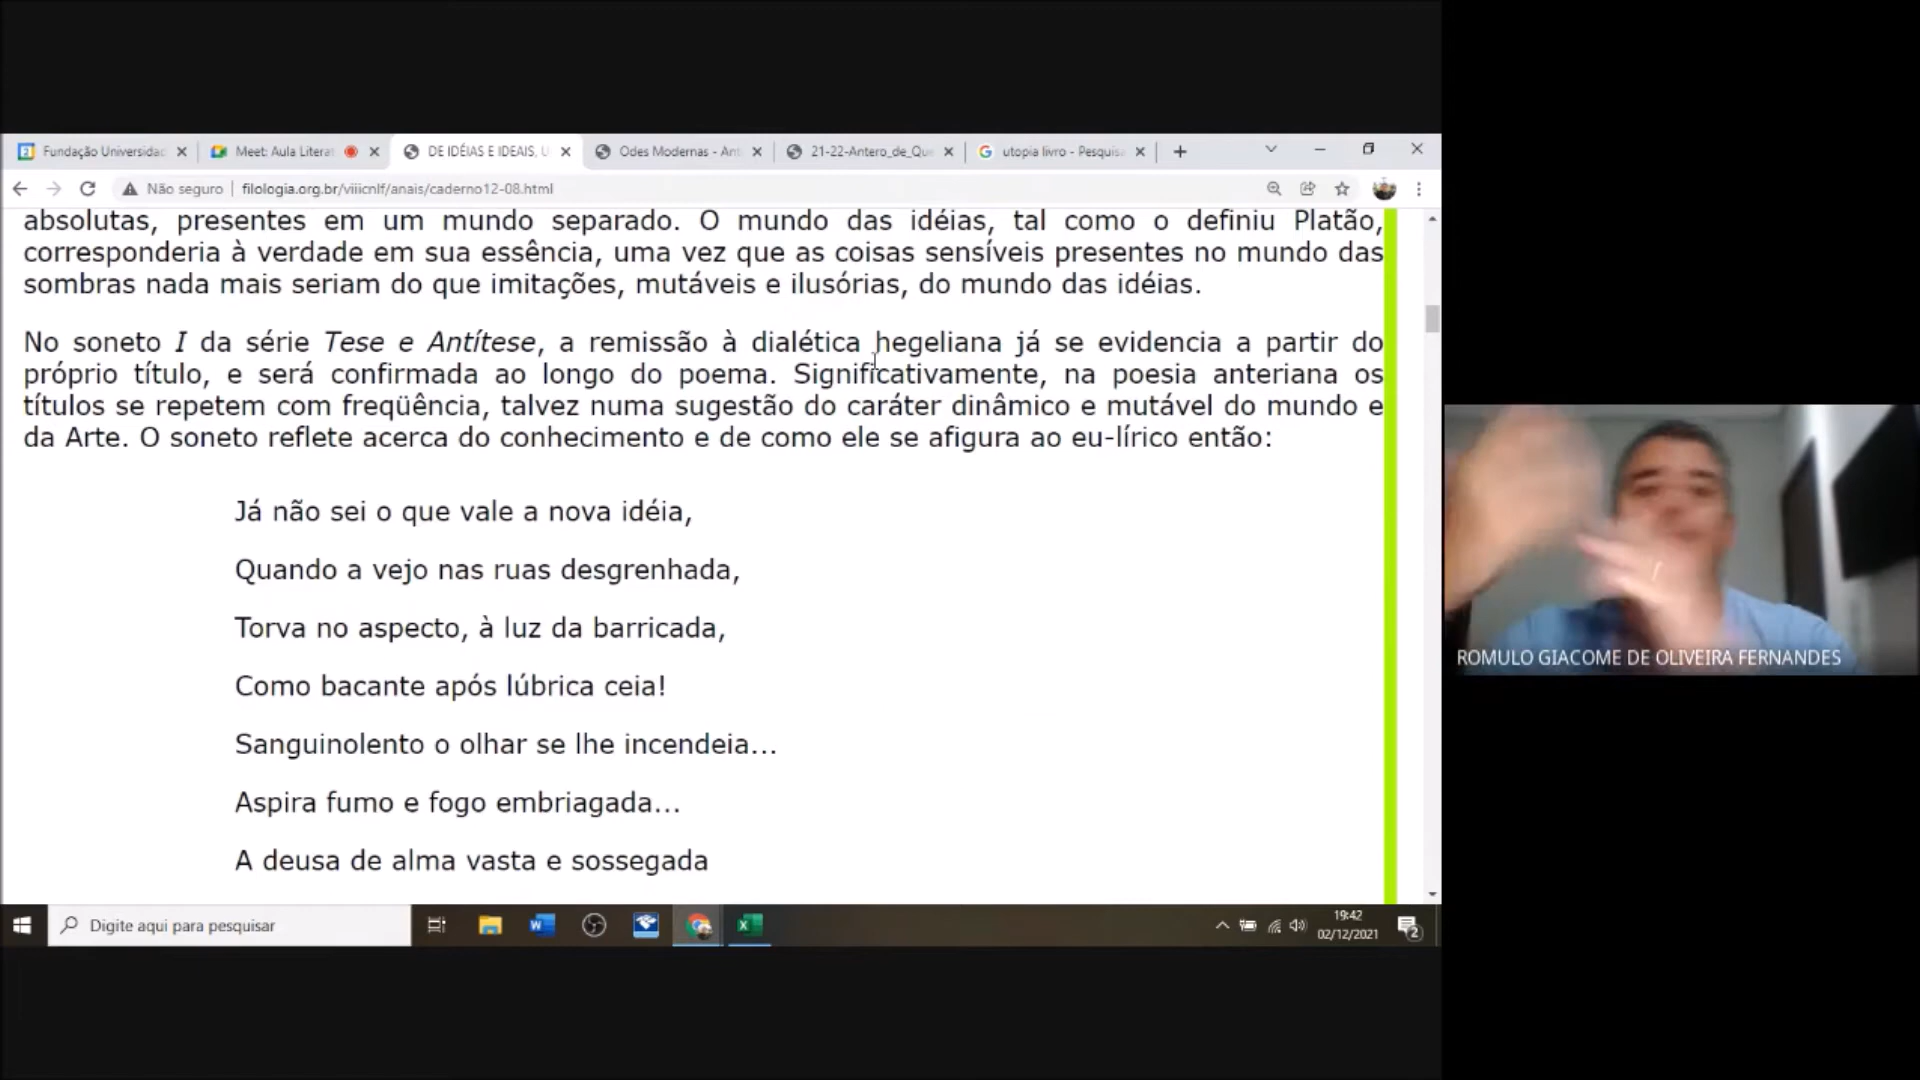 Fundação Universidad
Meet: Aula Literat
DE IDÉIAS E IDEAIS, U
Odes Modernas - Ant
21-22-Antero_de_Que
utopia livro - Pesquisa
Não seguro
filologia.org.br/viiicnlf/anais/caderno12-08.html
absolutas, presentes em um mundo separado. O mundo das idéias, tal como o definiu Platão,
corresponderia à verdade em sua essência, uma vez que as coisas sensíveis presentes no mundo das
sombras nada mais seriam do que imitações, mutáveis e ilusórias, do mundo das idéias.
No soneto I da série Tese e Antítese, a remissão à dialética hegeliana já se evidencia a partir do
próprio título, e será confirmada ao longo do poema. Significativamente, na poesia anteriana os
títulos se repetem com freqüência, talvez numa sugestão do caráter dinâmico e mutável do mundo e
da Arte. O soneto reflete acerca do conhecimento e de como ele se afigura ao eu-lírico então:
Já não sei o que vale a nova idéia,
Quando a vejo nas ruas desgrenhada,
Torva no aspecto, à luz da barricada,
Como bacante após lúbrica ceia!
Sanguinolento o olhar se lhe incendeia...
Aspira fumo e fogo embriagada...
A deusa de alma vasta e sossegada
ROMULO GIACOME DE OLIVEIRA FERNANDES
Digite aqui para pesquisar
19:42
02/12/2021
2